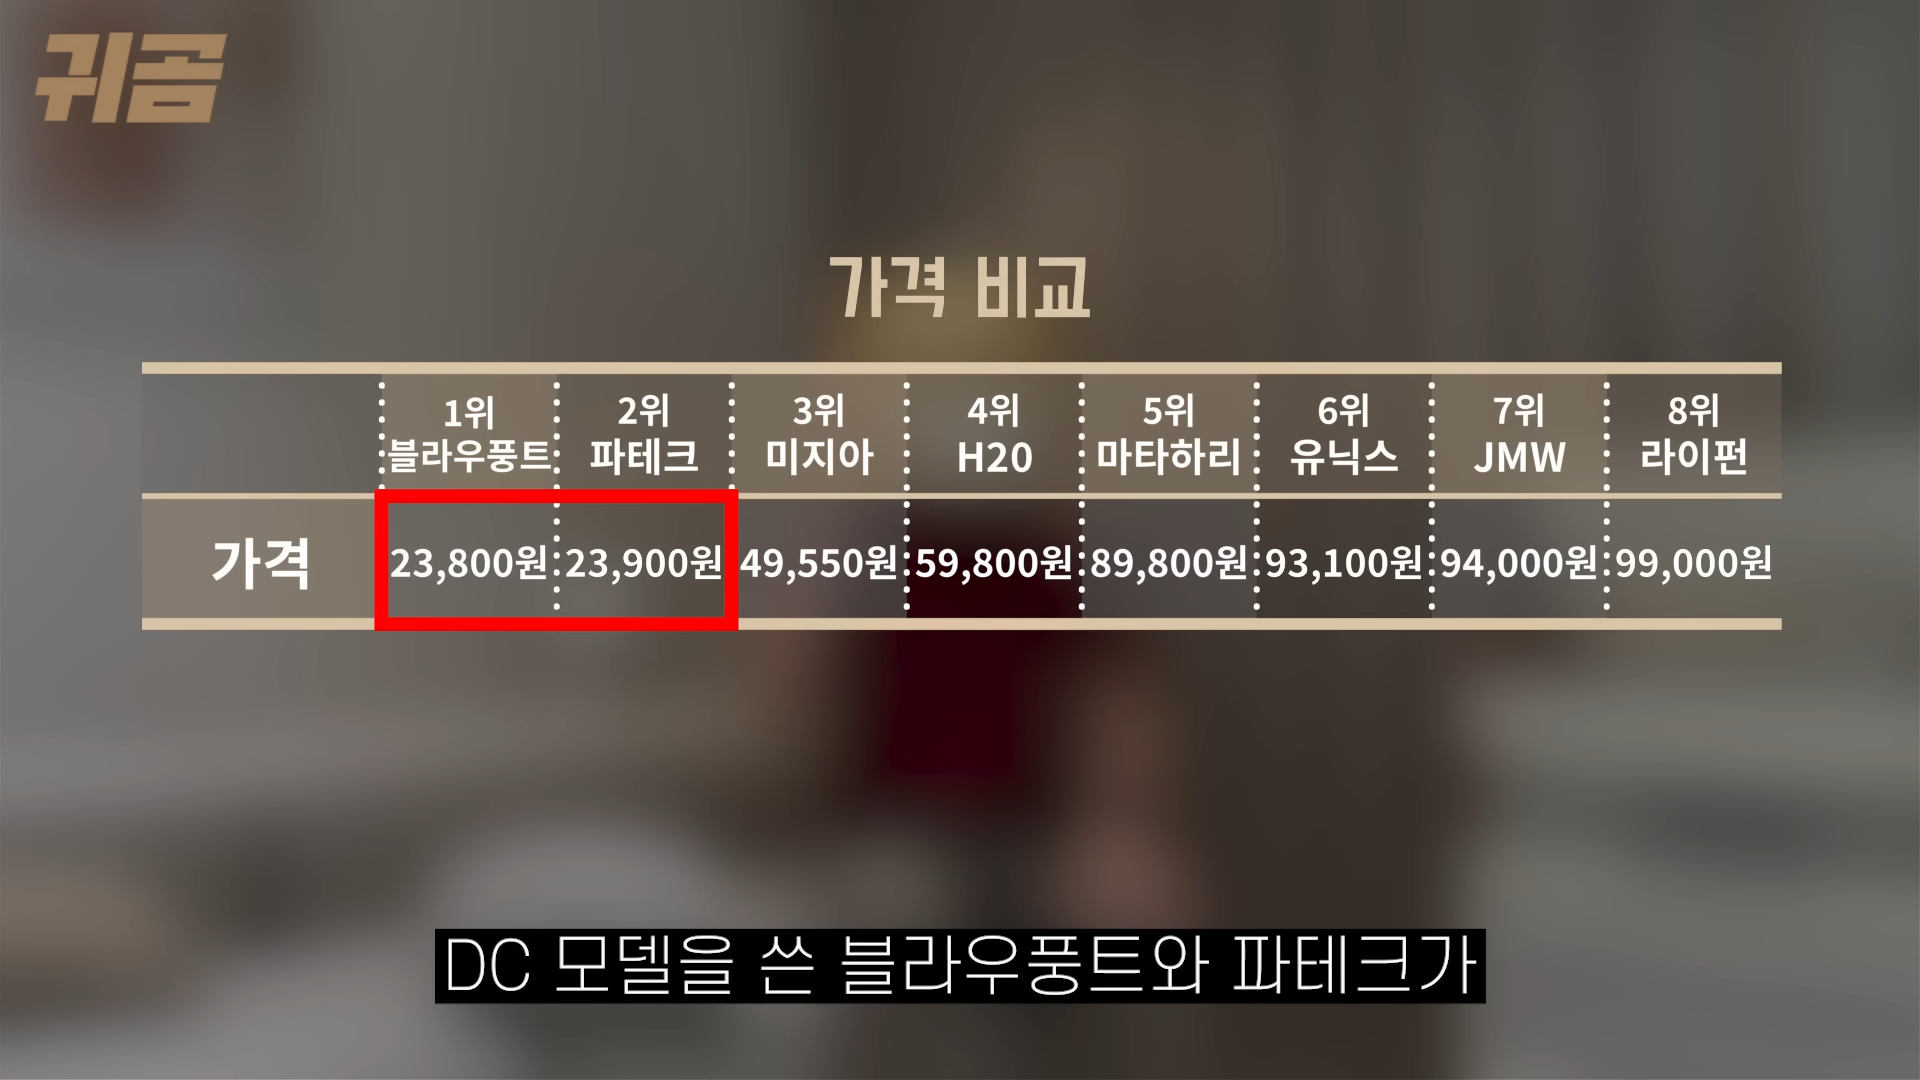 귀곰
가격 비교
1위 2위 3위 4위 5위 6위 7위 8위
블라우풍트 파테크 미지아 H20 마타하리 유닉스 JMW 라이펀
가격 23,800원 23,900원 49,550원 59,800원 89,800원 93,100원 94,000원 99,000원
DC 모델을 쓴 블라우풍트와 파테크가